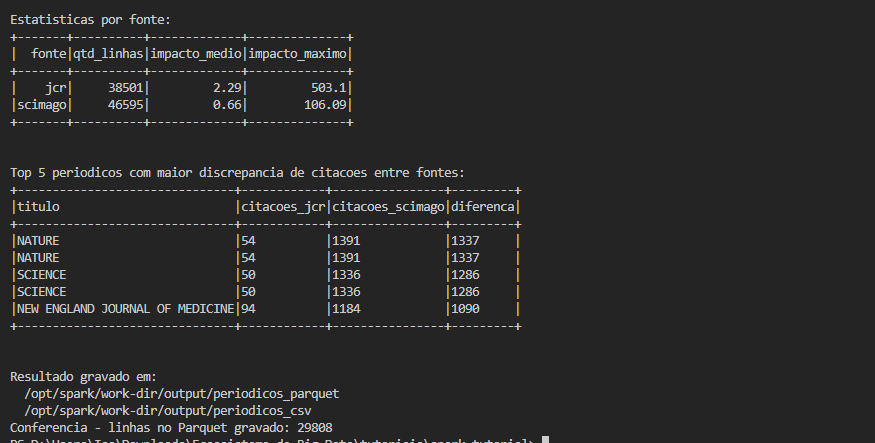 Estatisticas por fonte:
+-------+----------+-------------+--------------+
|  fonte|qtd_linhas|impacto_medio|impacto_maximo|
+-------+----------+-------------+--------------+
|    jcr|     38501|         2.29|         503.1|
|scimago|     46595|         0.66|        106.09|
+-------+----------+-------------+--------------+
Top 5 periodicos com maior discrepancia de citacoes entre fontes:
+-------------------------------+------------+----------------+---------+
|titulo                         |citacoes_jcr|citacoes_scimago|diferenca|
+-------------------------------+------------+----------------+---------+
|NATURE                         |54          |1391            |1337     |
|NATURE                         |54          |1391            |1337     |
|SCIENCE                        |50          |1336            |1286     |
|SCIENCE                        |50          |1336            |1286     |
|NEW ENGLAND JOURNAL OF MEDICINE|94          |1184            |1090     |
+-------------------------------+------------+----------------+---------+
Resultado gravado em:
  /opt/spark/work-dir/output/periodicos_parquet
  /opt/spark/work-dir/output/periodicos_csv
Conferencia - linhas no Parquet gravado: 29808